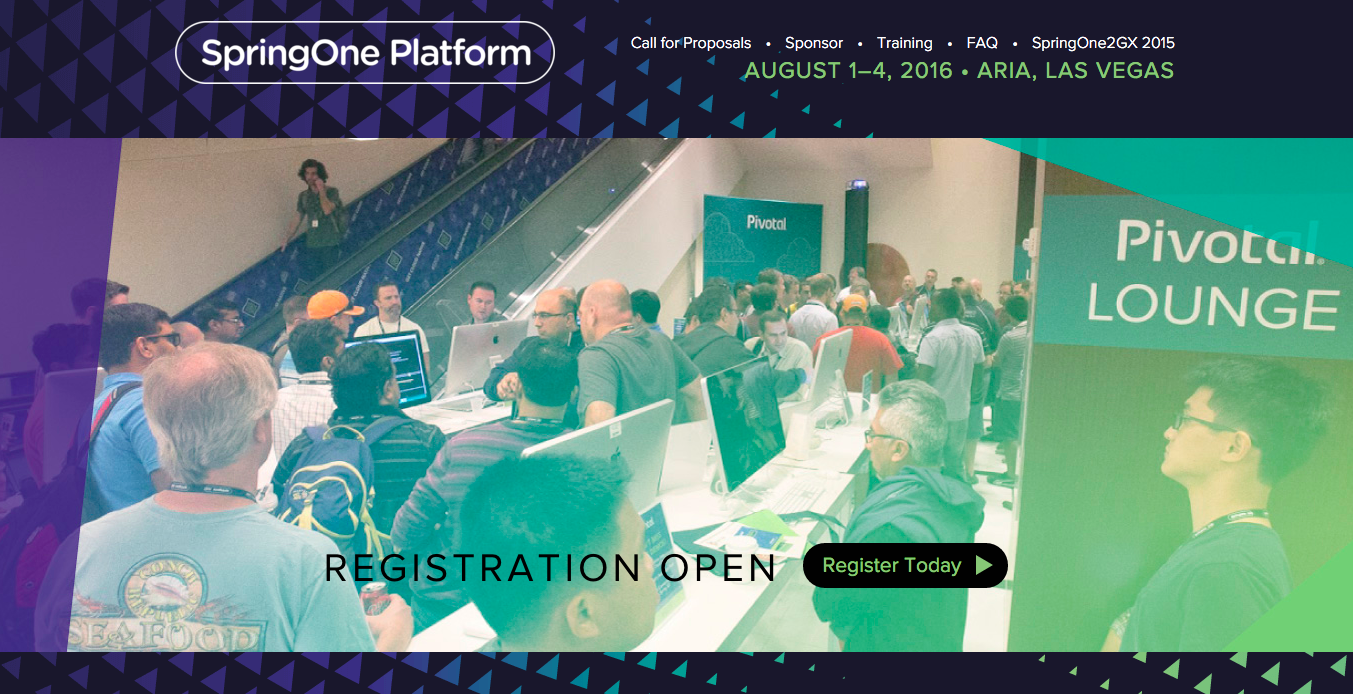 SpringOne Platform
Call for Proposals • Sponsor • Training • FAQ • SpringOne2GX 2015
AUGUST 1–4, 2016 • ARIA, LAS VEGAS
Pivotal
Pivotal
LOUNGE
REGISTRATION OPEN
Register Today
CONCH
SEAFOOD